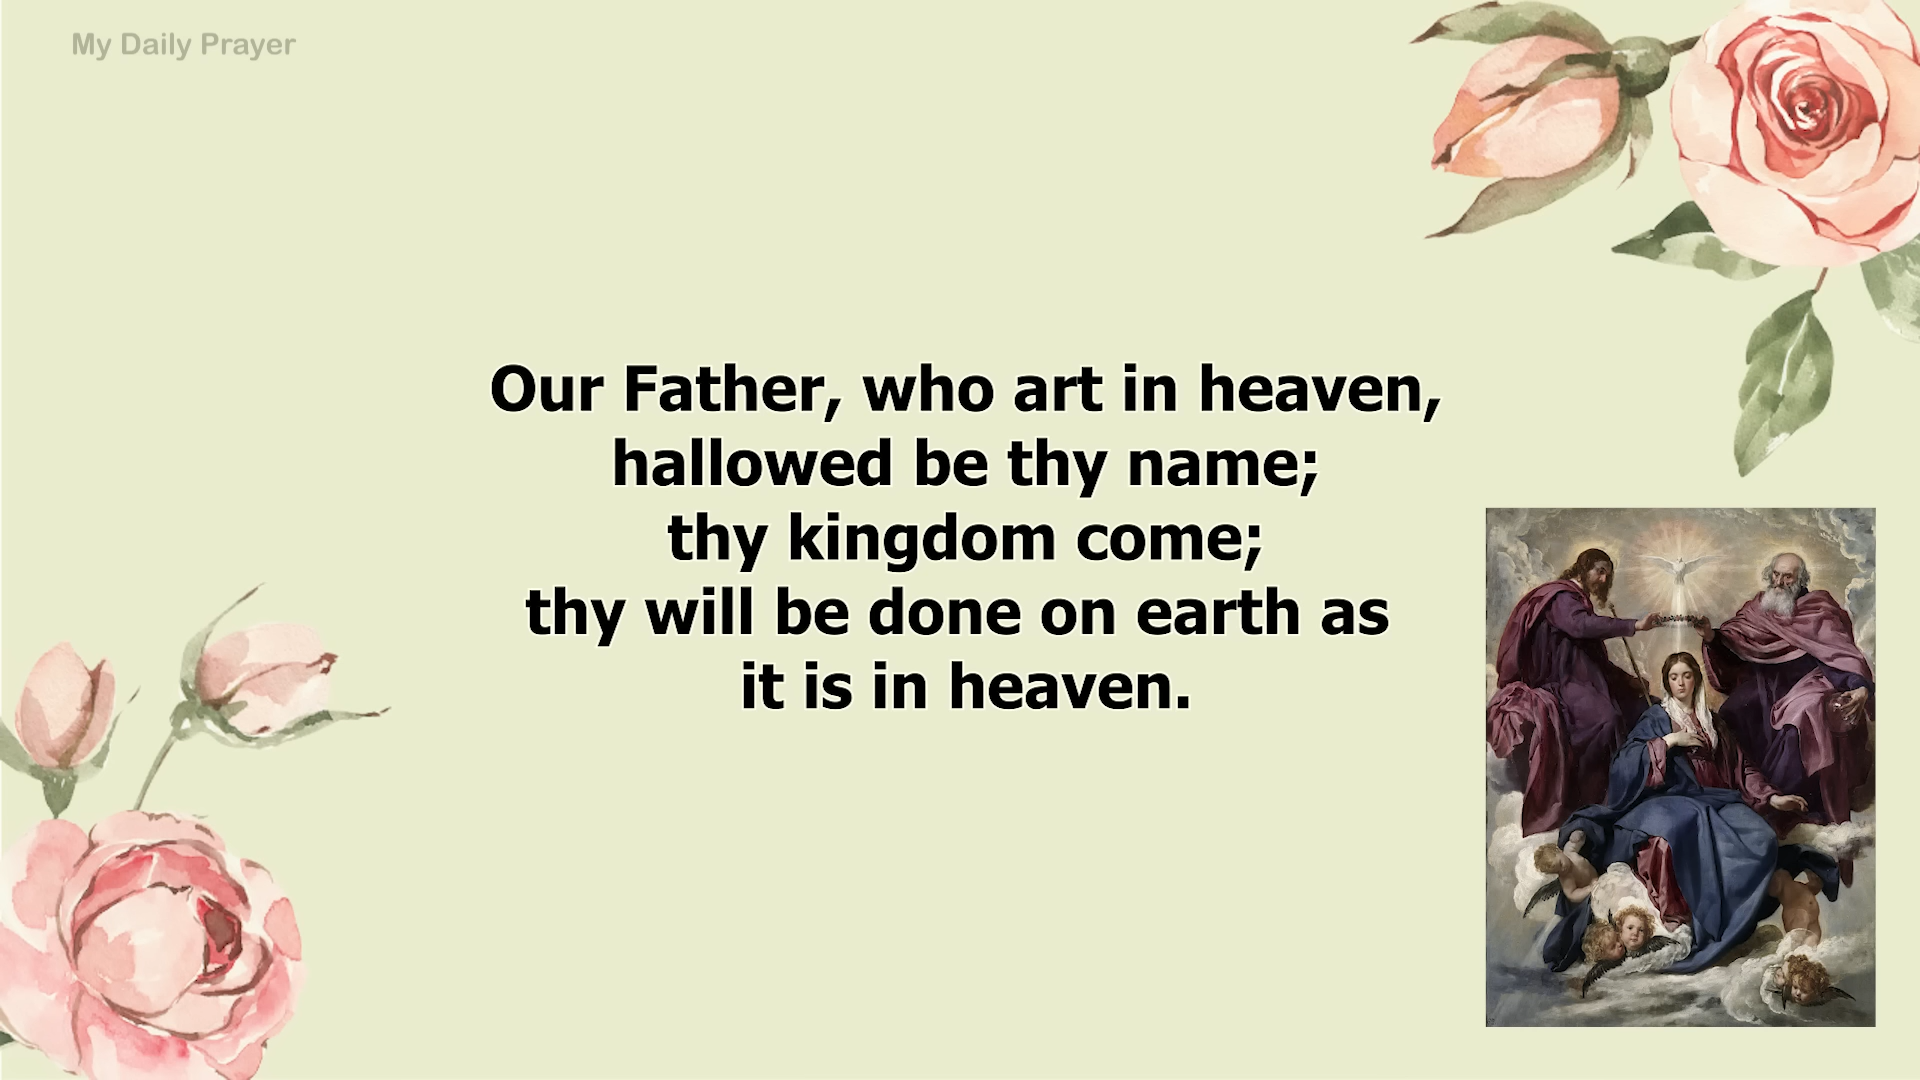 My Daily Prayer
Our Father, who art in heaven,
hallowed be thy name;
thy kingdom come;
thy will be done on earth as
it is in heaven.